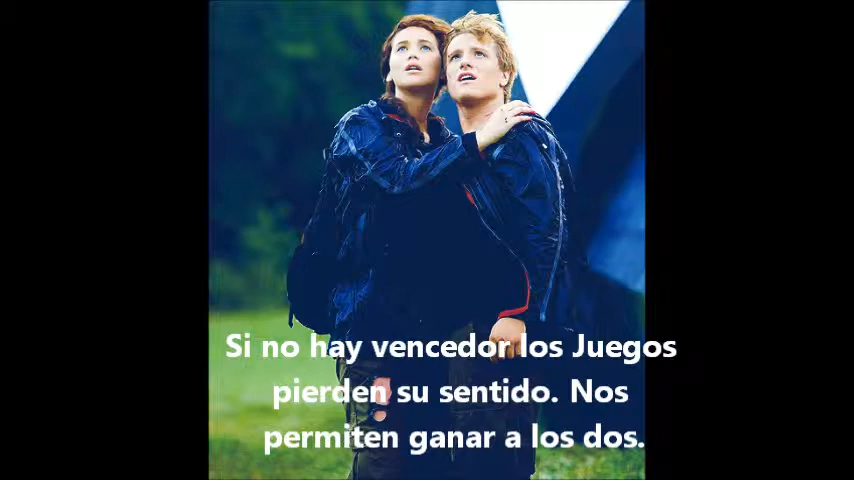 Si no hay vencedor los Juegos
pierden su sentido. Nos
permiten ganar a los dos.